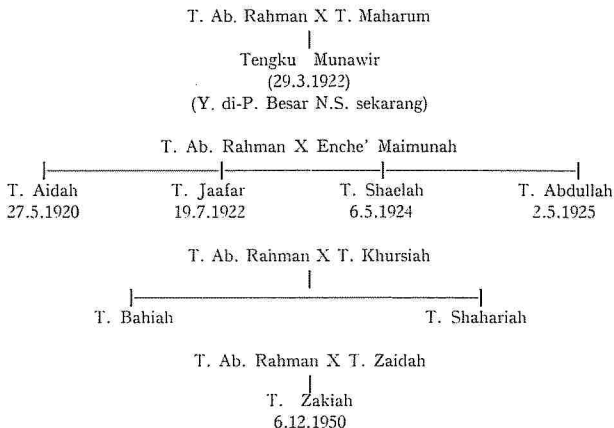 T. Ab. Rahman X T. Maharum
Tengku Munawir
(29.3.1922)
(Y. di-P. Besar N.S. sekarang)
T. Ab. Rahman X Enche' Maimunah
T. Aidah T. Jaafar T. Shaelah T. Abdullah
27.5.1920 19.7.1922 6.5.1924 2.5.1925
T. Ab. Rahman X T. Khursiah
T. Bahiah T. Shahariah
T. Ab. Rahman X T. Zaidah
T. Zakiah
6.12.1950